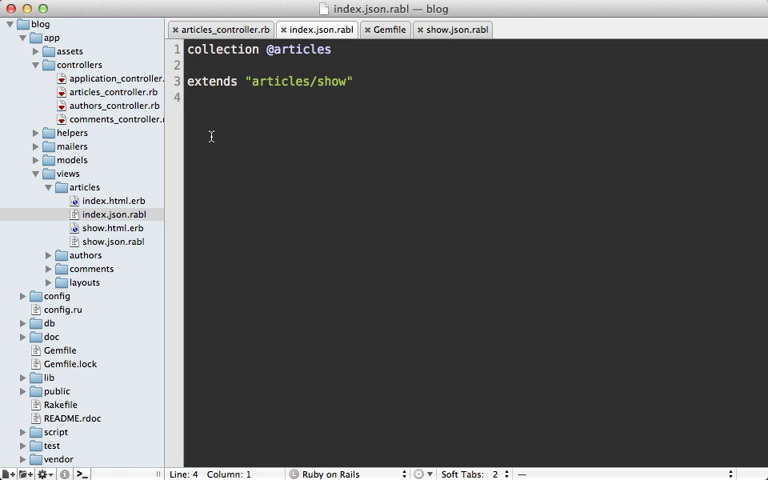 index.json.rabl — blog
blog
app
assets
controllers
application_controller.
articles_controller.rb
authors_controller.rb
comments_controller.r
helpers
mailers
models
views
articles
index.html.erb
index.json.rabl
show.html.erb
show.json.rabl
authors
comments
layouts
config
config.ru
db
doc
Gemfile
Gemfile.lock
lib
public
Rakefile
README.rdoc
script
test
vendor
articles_controller.rb index.json.rabl Gemfile show.json.rabl
1 collection @articles
2
3 extends "articles/show"
4
Line: 4 Column: 1 Ruby on Rails Soft Tabs: 2 —